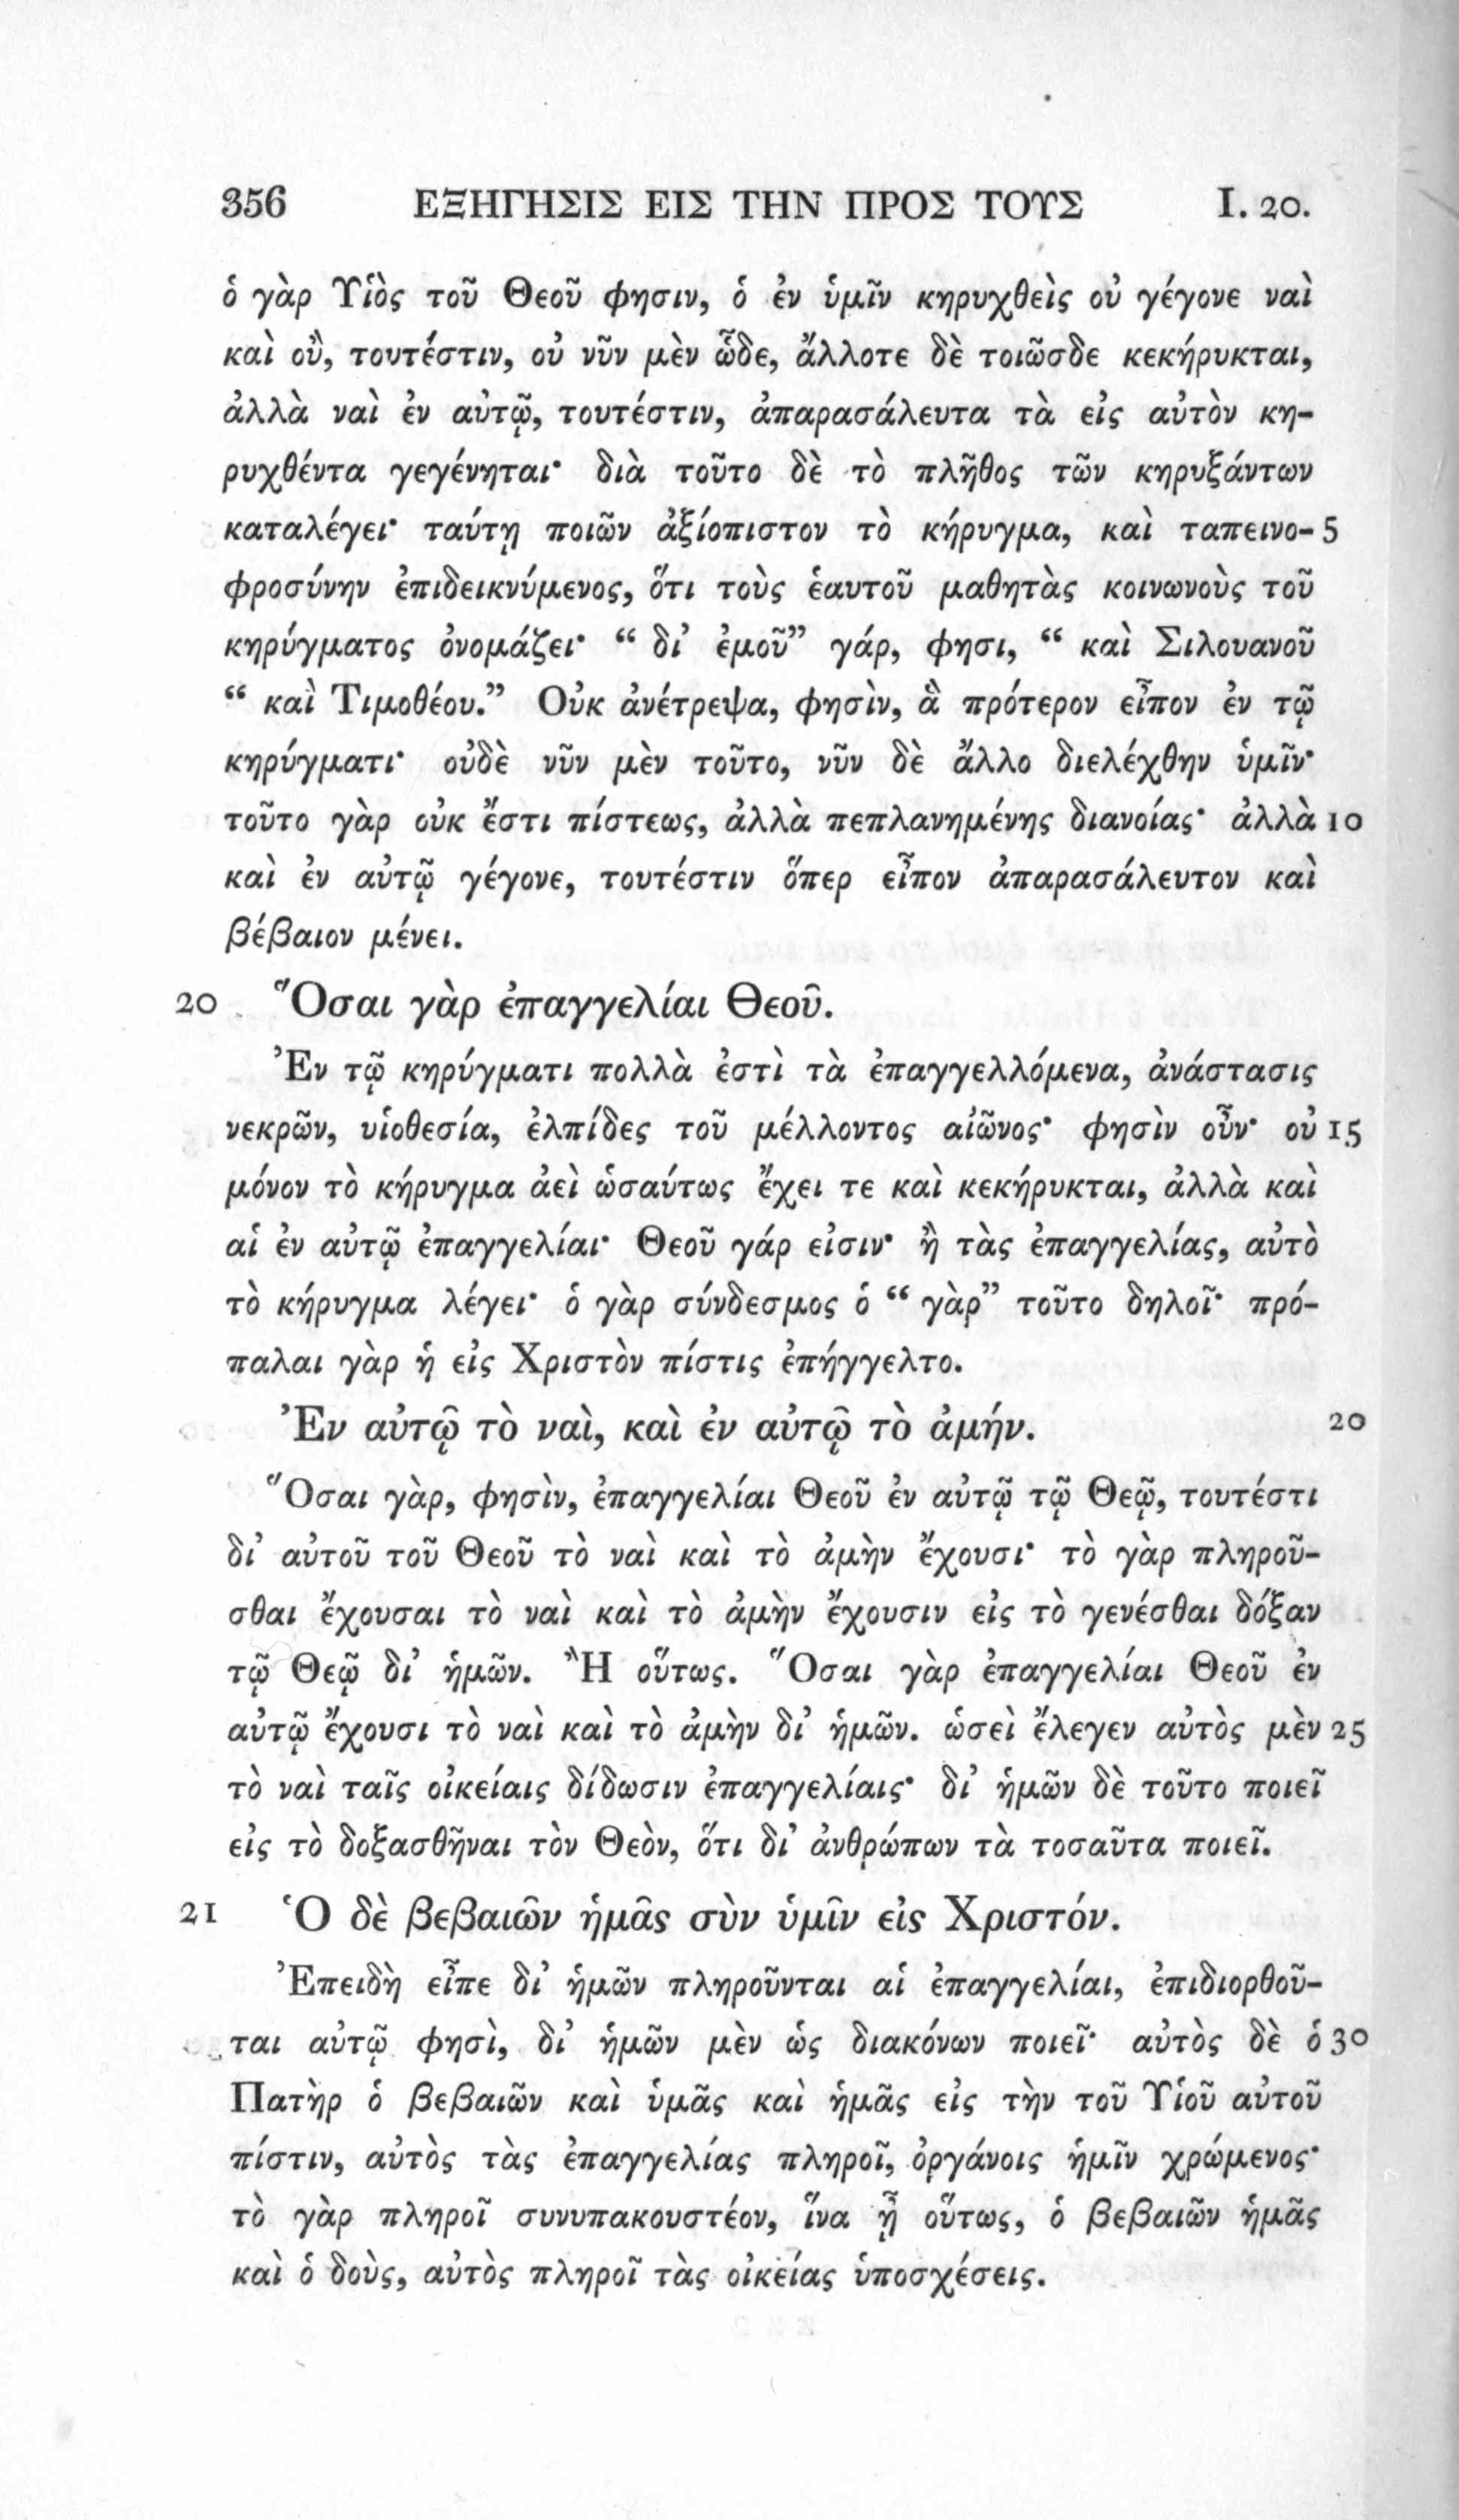 356 ΕΞΗΓΗΣΙΣ ΕΙΣ ΤΗΝ ΠΡΟΣ ΤΟΥΣ I. 20.
ὁ γὰρ Υἱὸς τοῦ Θεοῦ φησιν, ὁ ἐν ὑμῖν κηρυχθεὶς οὐ γέγονε ναὶ
καὶ οὒ, τουτέστιν, οὐ νῦν μὲν ὧδε, ἄλλοτε δὲ τοιῶσδε κεκήρυκται,
ἀλλὰ ναὶ ἐν αὐτῷ, τουτέστιν, ἀπαρασάλευτα τὰ εἰς αὐτὸν κη-
ρυχθέντα γεγένηται· διὰ τοῦτο δὲ τὸ πλῆθος τῶν κηρυξάντων
καταλέγει· ταύτῃ ποιῶν ἀξίοπιστον τὸ κήρυγμα, καὶ ταπεινο- 5
φροσύνην ἐπιδεικνύμενος, ὅτι τοὺς ἑαυτοῦ μαθητὰς κοινωνοὺς τοῦ
κηρύγματος ὀνομάζει· “ δι’ ἐμοῦ” γάρ, φησι, “ καὶ Σιλουανοῦ
“ καὶ Τιμοθέου.” Οὐκ ἀνέτρεψα, φησὶν, ἃ πρότερον εἶπον ἐν τῷ
κηρύγματι· οὐδὲ νῦν μὲν τοῦτο, νῦν δὲ ἄλλο διελέχθην ὑμῖν·
τοῦτο γὰρ οὐκ ἔστι πίστεως, ἀλλὰ πεπλανημένης διανοίας· ἀλλὰ 10
καὶ ἐν αὐτῷ γέγονε, τουτέστιν ὅπερ εἶπον ἀπαρασάλευτον καὶ
βέβαιον μένει.
20 Ὅσαι γὰρ ἐπαγγελίαι Θεοῦ.
Ἐν τῷ κηρύγματι πολλὰ ἐστὶ τὰ ἐπαγγελλόμενα, ἀνάστασις
νεκρῶν, υἱοθεσία, ἐλπίδες τοῦ μέλλοντος αἰῶνος· φησὶν οὖν· οὐ 15
μόνον τὸ κήρυγμα ἀεὶ ὡσαύτως ἔχει τε καὶ κεκήρυκται, ἀλλὰ καὶ
αἱ ἐν αὐτῷ ἐπαγγελίαι· Θεοῦ γάρ εἰσιν· ἢ τὰς ἐπαγγελίας, αὐτὸ
τὸ κήρυγμα λέγει· ὁ γὰρ σύνδεσμος ὁ “ γὰρ” τοῦτο δηλοῖ· πρό-
παλαι γὰρ ἡ εἰς Χριστὸν πίστις ἐπήγγελτο.
Ἐν αὐτῷ τὸ ναὶ, καὶ ἐν αὐτῷ τὸ ἀμήν. 20
Ὅσαι γὰρ, φησὶν, ἐπαγγελίαι Θεοῦ ἐν αὐτῷ τῷ Θεῷ, τουτέστι
δι’ αὐτοῦ τοῦ Θεοῦ τὸ ναὶ καὶ τὸ ἀμὴν ἔχουσι· τὸ γὰρ πληροῦ-
σθαι ἔχουσαι τὸ ναὶ καὶ τὸ ἀμὴν ἔχουσιν εἰς τὸ γενέσθαι δόξαν
τῷ Θεῷ δι’ ἡμῶν. Ἢ οὕτως. Ὅσαι γὰρ ἐπαγγελίαι Θεοῦ ἐν
αὐτῷ ἔχουσι τὸ ναὶ καὶ τὸ ἀμὴν δι’ ἡμῶν. ὡσεὶ ἔλεγεν αὐτὸς μὲν 25
τὸ ναὶ ταῖς οἰκείαις δίδωσιν ἐπαγγελίαις· δι’ ἡμῶν δὲ τοῦτο ποιεῖ
εἰς τὸ δοξασθῆναι τὸν Θεὸν, ὅτι δι’ ἀνθρώπων τὰ τοσαῦτα ποιεῖ.
21 Ὁ δὲ βεβαιῶν ἡμᾶς σὺν ὑμῖν εἰς Χριστόν.
Ἐπειδὴ εἶπε δι’ ἡμῶν πληροῦνται αἱ ἐπαγγελίαι, ἐπιδιορθοῦ-
ται αὐτῷ φησὶ, δι’ ἡμῶν μὲν ὡς διακόνων ποιεῖ· αὐτὸς δὲ ὁ 30
Πατὴρ ὁ βεβαιῶν καὶ ὑμᾶς καὶ ἡμᾶς εἰς τὴν τοῦ Υἱοῦ αὐτοῦ
πίστιν, αὐτὸς τὰς ἐπαγγελίας πληροῖ, ὀργάνοις ἡμῖν χρώμενος·
τὸ γὰρ πληροῖ συνυπακουστέον, ἵνα ᾖ οὕτως, ὁ βεβαιῶν ἡμᾶς
καὶ ὁ δοὺς, αὐτὸς πληροῖ τὰς οἰκείας ὑποσχέσεις.